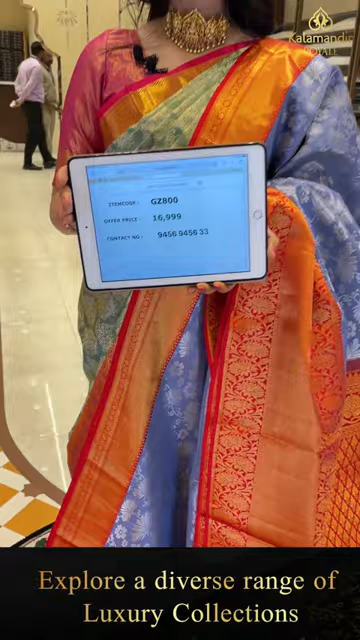 Kalamandir
ROYALE
ITEMCODE : GZ800
OFFER PRICE : 16,999
CONTACT NO : 9456 9456 33
Explore a diverse range of
Luxury Collections